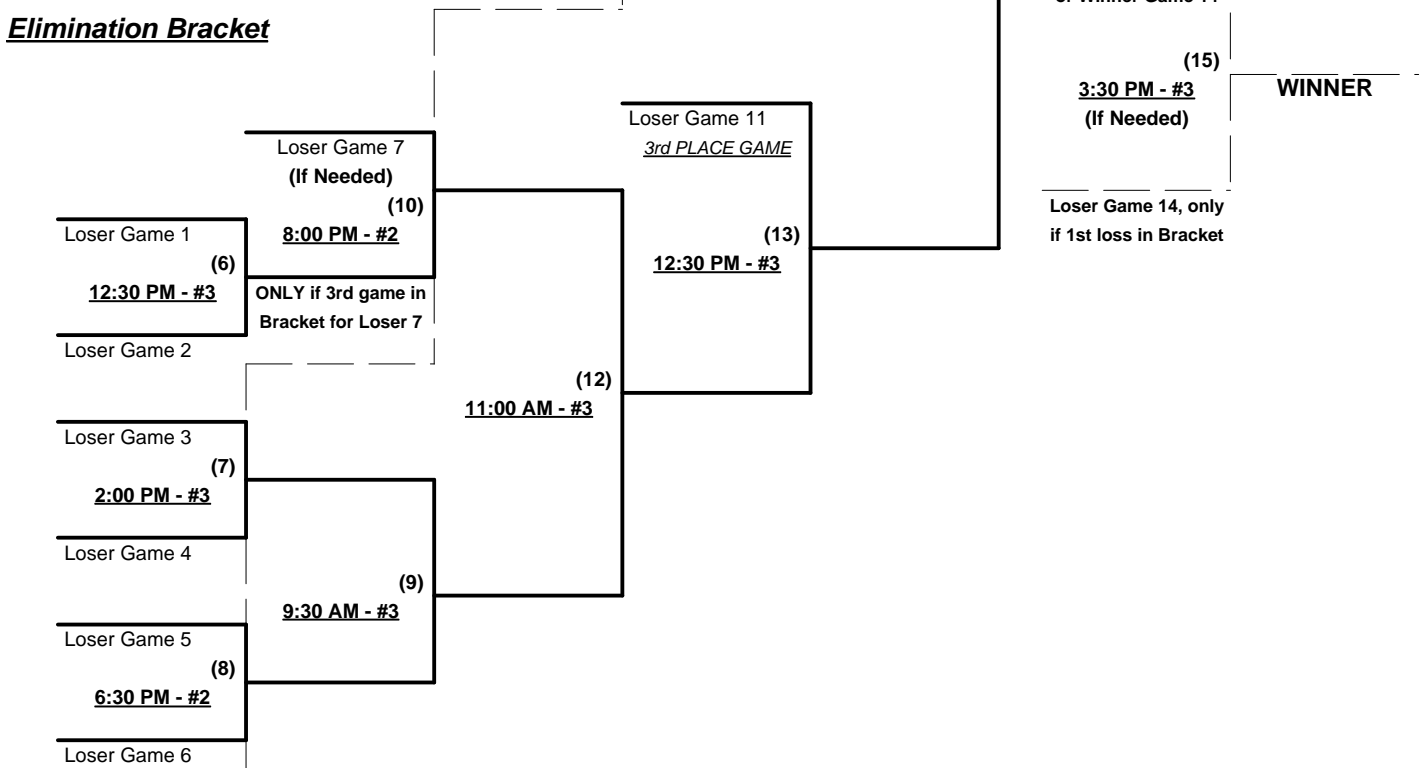 Elimination Bracket
(15)
3:30 PM - #3
WINNER
(If Needed)
Loser Game 11
3rd PLACE GAME
Loser Game 7
(If Needed)
(10)
8:00 PM - #2
Loser Game 14, only
if 1st loss in Bracket
Loser Game 1
(6)
12:30 PM - #3
ONLY if 3rd game in
Bracket for Loser 7
Loser Game 2
(13)
12:30 PM - #3
(12)
11:00 AM - #3
Loser Game 3
(7)
2:00 PM - #3
Loser Game 4
(9)
9:30 AM - #3
Loser Game 5
(8)
6:30 PM - #2
Loser Game 6